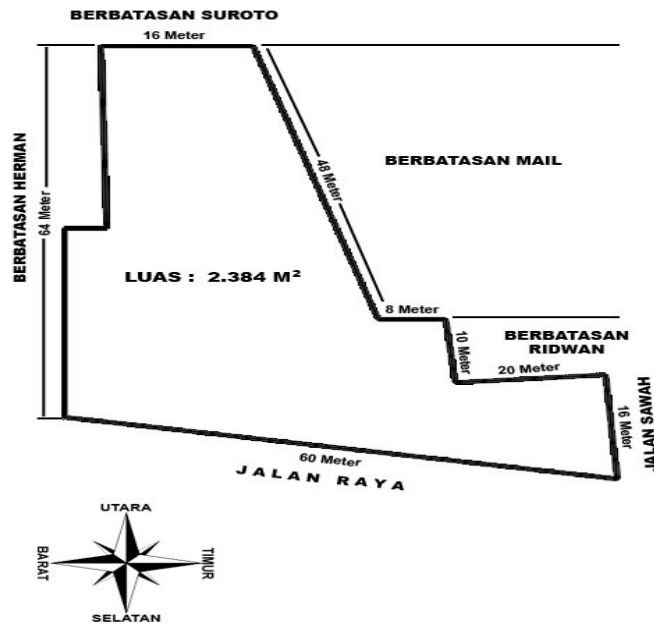 BERBATASAN SUROTO
16 Meter
BERBATASAN HERMAN
64 Meter
48 Meter
BERBATASAN MAIL
LUAS : 2.384 M²
8 Meter
10 Meter
BERBATASAN
RIDWAN
20 Meter
16 Meter
JALAN SAWAH
60 Meter
JALAN RAYA
UTARA
BARAT
TIMUR
SELATAN